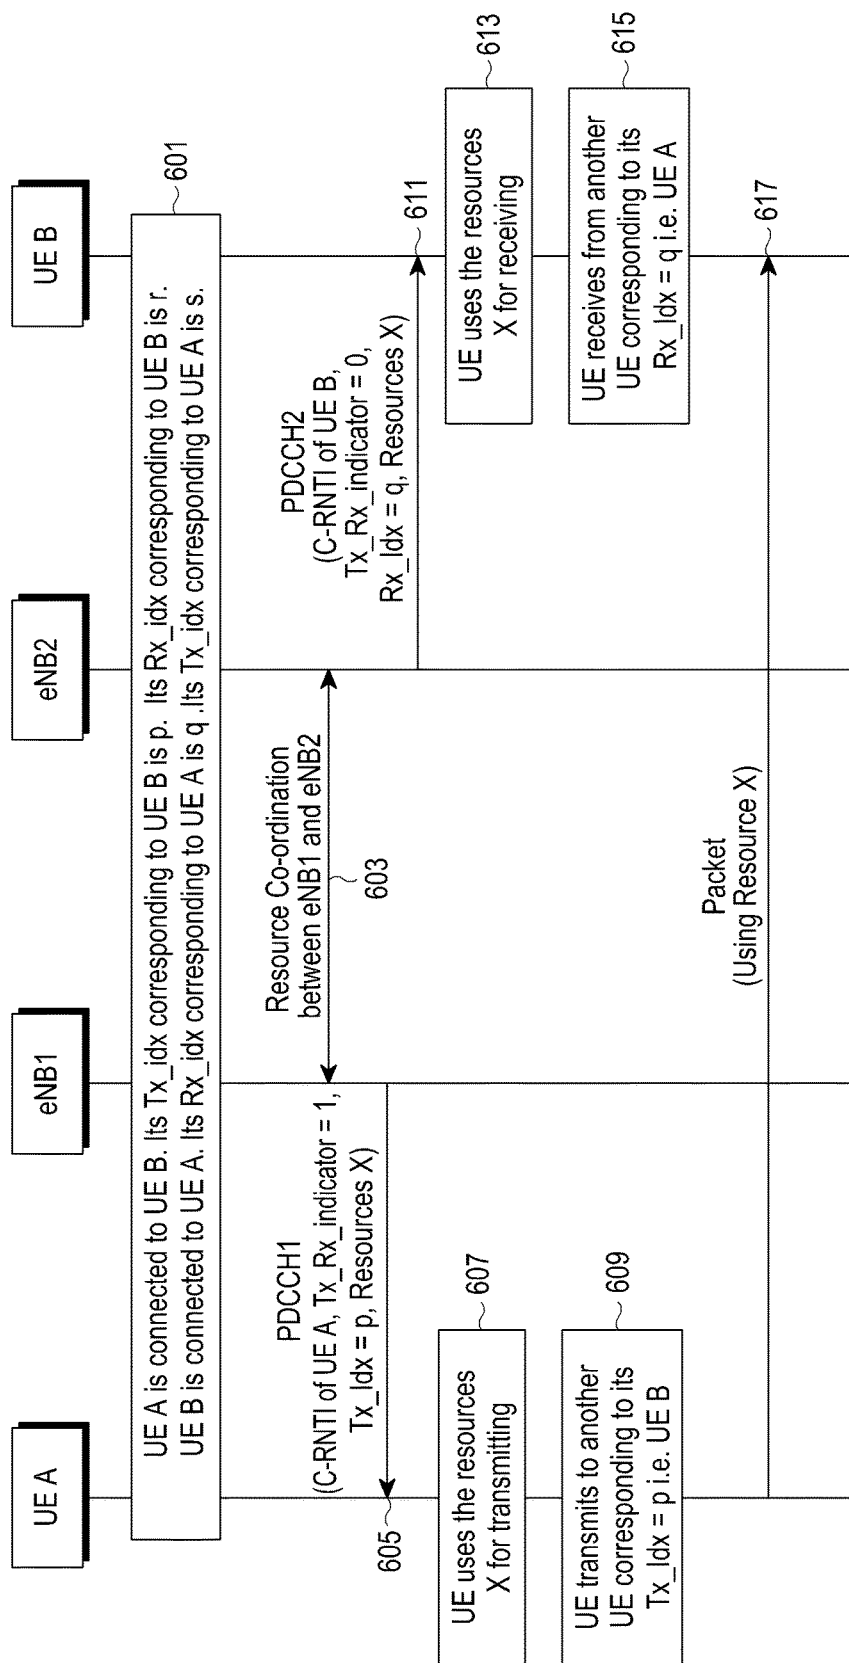 UE A
eNB1
eNB2
UE B
601
UE A is connected to UE B. Its Tx_idx corresponding to UE B is p. Its Rx_idx corresponding to UE B is r.
UE B is connected to UE A. Its Rx_idx corresponding to UE A is q .Its Tx_idx corresponding to UE A is s.
Resource Co-ordination
between eNB1 and eNB2
603
PDCCH1
(C-RNTI of UE A, Tx_Rx_indicator = 1,
Tx_Idx = p, Resources X)
605
UE uses the resources
X for transmitting
607
UE transmits to another
UE corresponding to its
Tx_Idx = p i.e. UE B
609
PDCCH2
(C-RNTI of UE B,
Tx_Rx_indicator = 0,
Rx_Idx = q, Resources X)
611
UE uses the resources
X for receiving
613
UE receives from another
UE corresponding to its
Rx_Idx = q i.e. UE A
615
Packet
(Using Resource X)
617